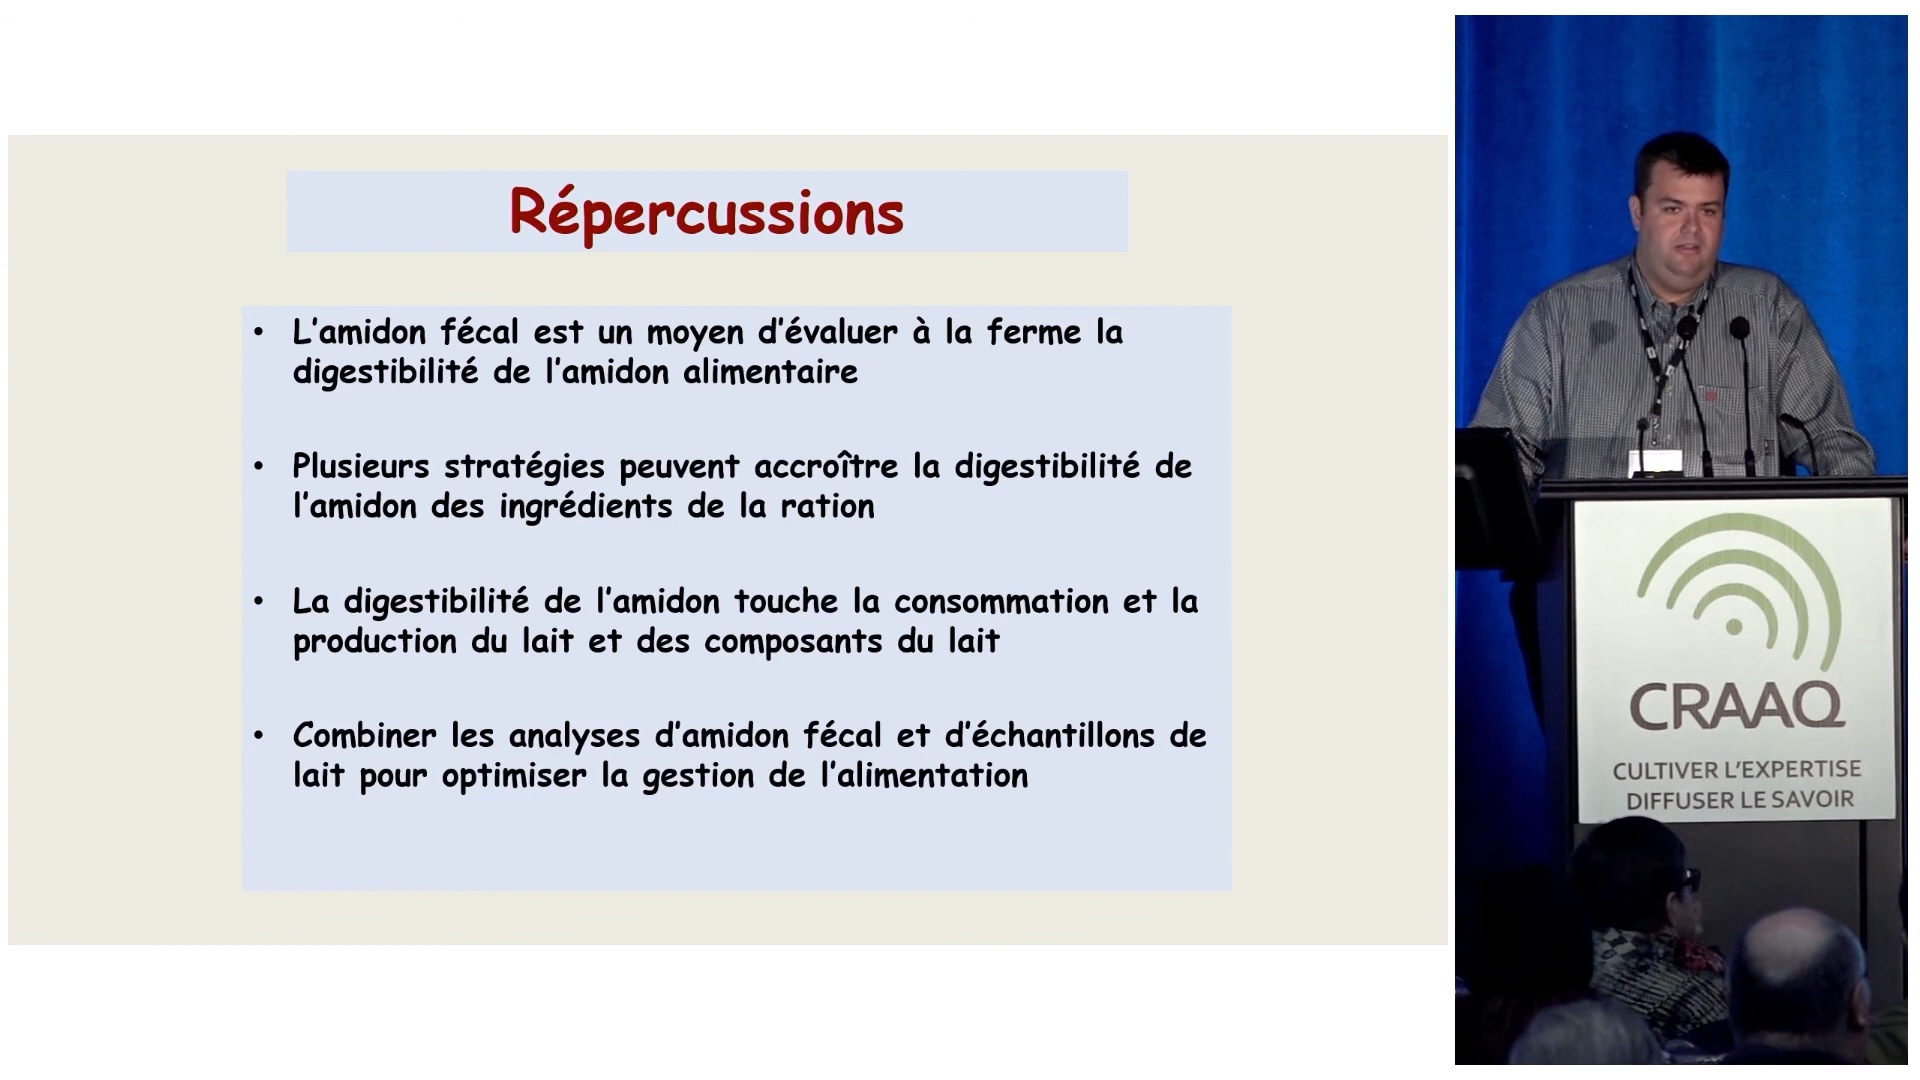 Répercussions
• L’amidon fécal est un moyen d’évaluer à la ferme la
digestibilité de l’amidon alimentaire
• Plusieurs stratégies peuvent accroître la digestibilité de
l’amidon des ingrédients de la ration
• La digestibilité de l’amidon touche la consommation et la
production du lait et des composants du lait
• Combiner les analyses d’amidon fécal et d’échantillons de
lait pour optimiser la gestion de l’alimentation
CRAAQ
CULTIVER L’EXPERTISE
DIFFUSER LE SAVOIR